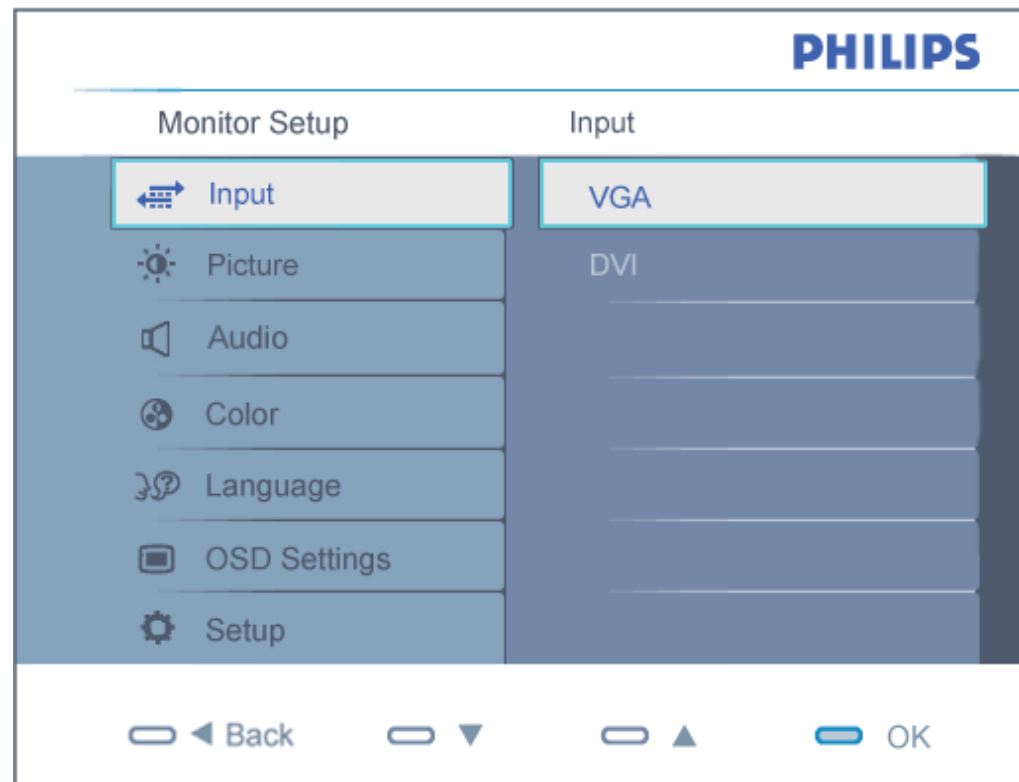 PHILIPS
Monitor Setup Input
Input VGA
Picture DVI
Audio
Color
Language
OSD Settings
Setup
Back OK